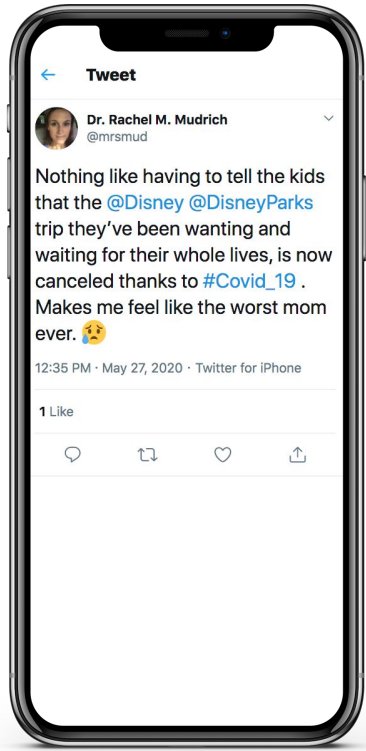 Tweet
Dr. Rachel M. Mudrich
@mrsmud
Nothing like having to tell the kids
that the @Disney @DisneyParks
trip they've been wanting and
waiting for their whole lives, is now
canceled thanks to #Covid_19 .
Makes me feel like the worst mom
ever. 😥
12:35 PM · May 27, 2020 · Twitter for iPhone
1 Like